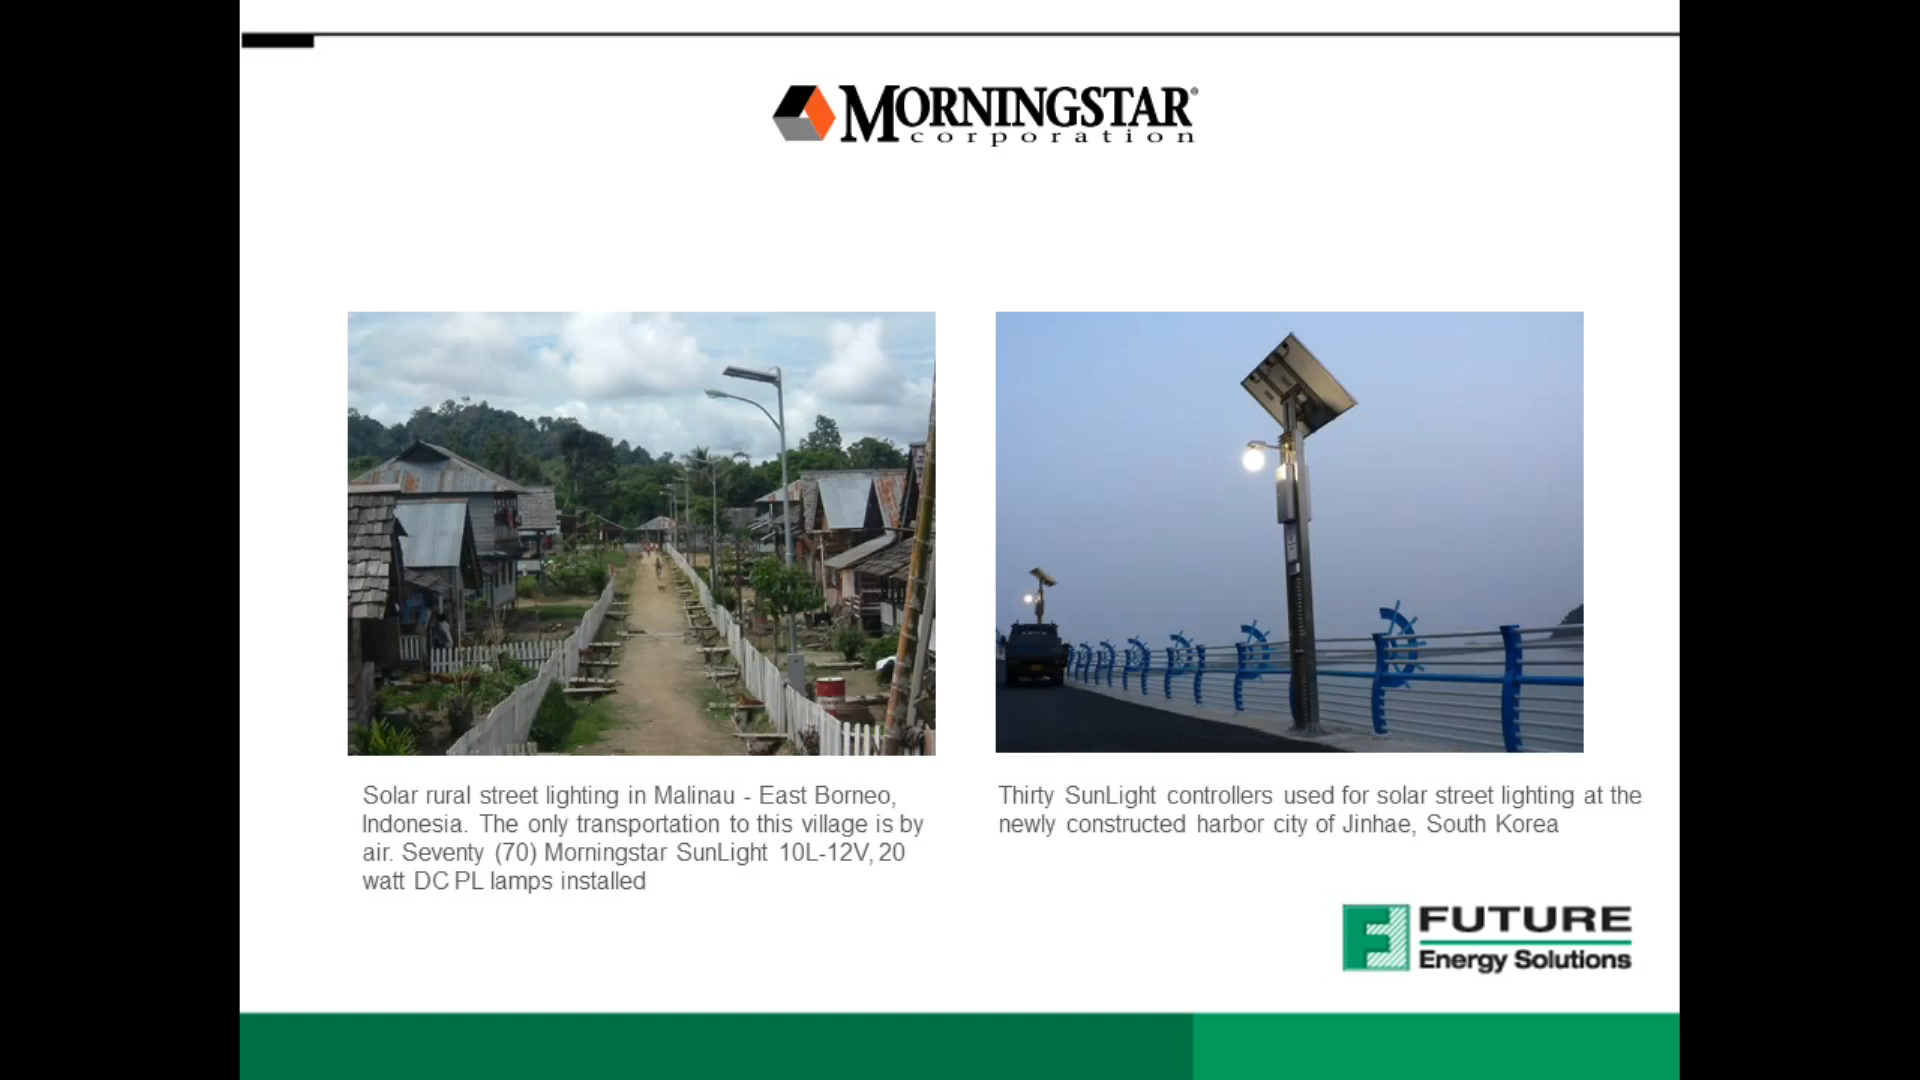 MORNINGSTAR®
corporation
Solar rural street lighting in Malinau - East Borneo,
Indonesia. The only transportation to this village is by
air. Seventy (70) Morningstar SunLight 10L-12V, 20
watt DC PL lamps installed
Thirty SunLight controllers used for solar street lighting at the
newly constructed harbor city of Jinhae, South Korea
FUTURE
Energy Solutions